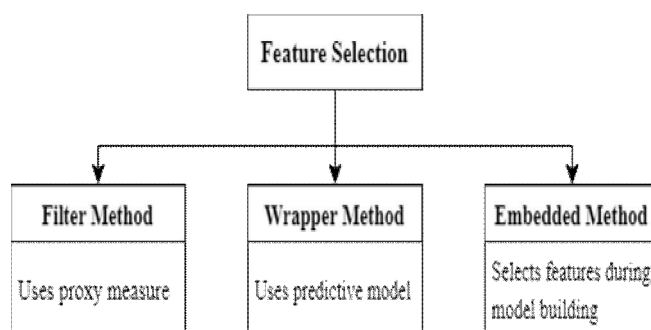 Feature Selection
Filter Method
Uses proxy measure
Wrapper Method
Uses predictive model
Embedded Method
Selects features during
model building